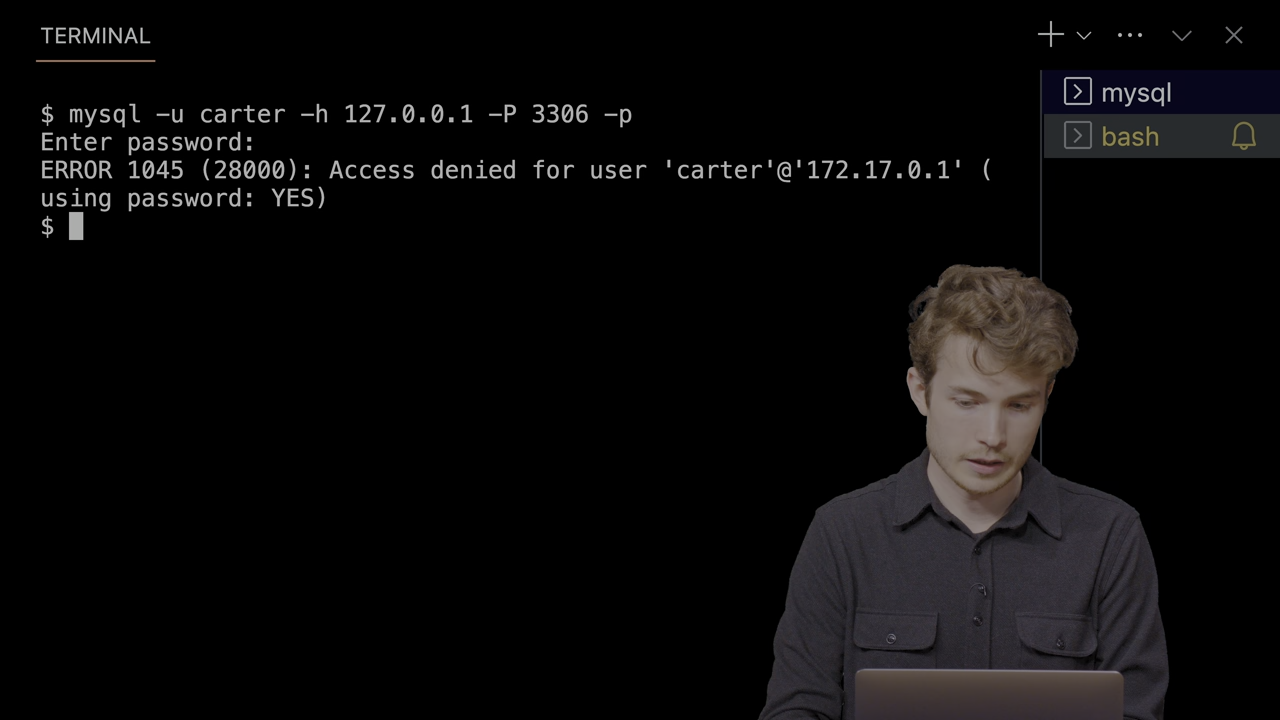 TERMINAL
$ mysql -u carter -h 127.0.0.1 -P 3306 -p
Enter password:
ERROR 1045 (28000): Access denied for user 'carter'@'172.17.0.1' (
using password: YES)
$
mysql
bash